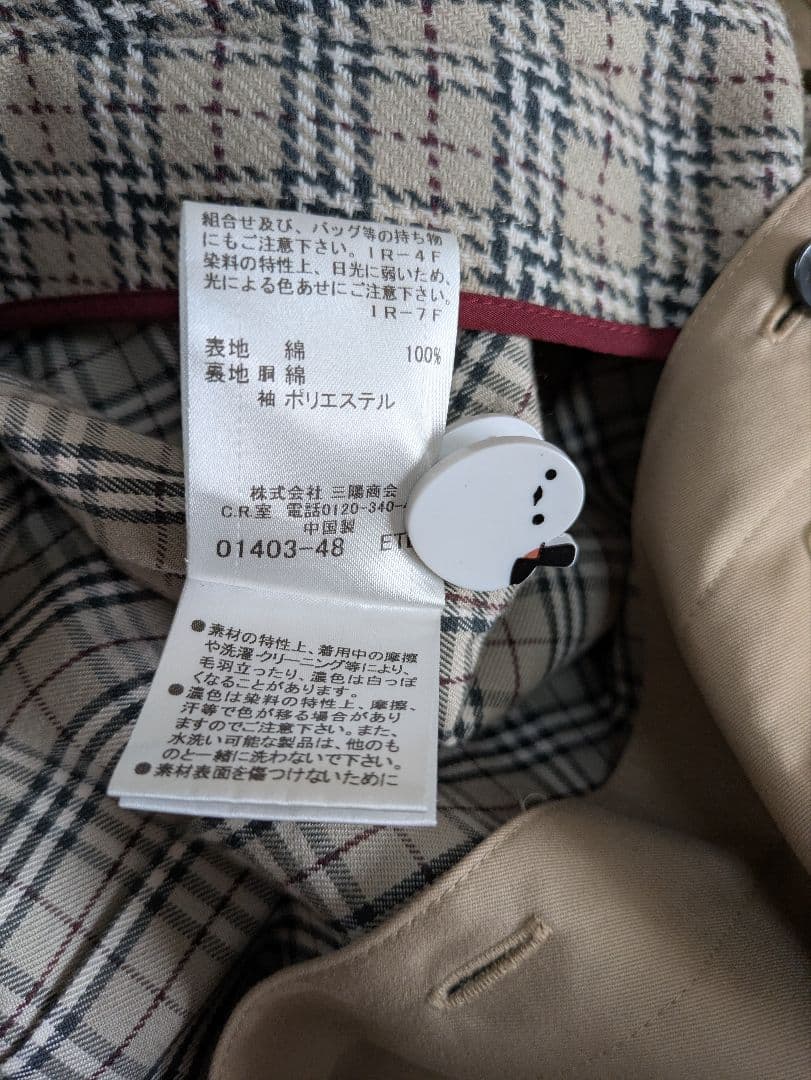 組合せ及び、バッグ等の持ち物
にもご注意下さい。IR-4F
染料の特性上、日光に弱いため、
光による色あせにご注意下さい。
IR-7F
表地 綿 100%
裏地 胴 綿
袖 ポリエステル
株式会社 三陽商会
C.R室 電話0120-340-
中国製
01403-48
●素材の特性上、着用中の摩擦
や洗濯・クリーニング等により、
毛羽立ったり、濃色は白っぽ
くなることがあります。
●濃色は染料の特性上、摩擦、
汗等で色が移る場合があり
ますのでご注意下さい。また、
水洗い可能な製品は、他のも
のと一緒に洗わないで下さい。
●素材表面を傷つけないために